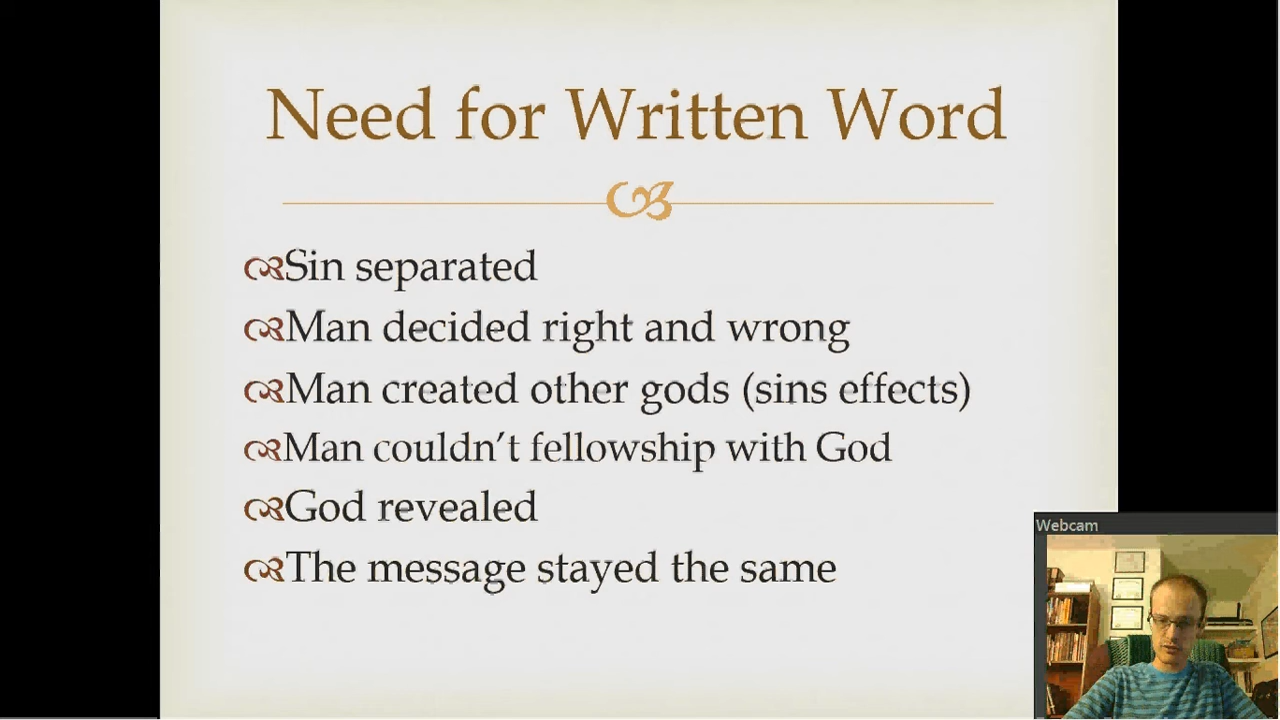 Need for Written Word
Sin separated
Man decided right and wrong
Man created other gods (sins effects)
Man couldn’t fellowship with God
God revealed
The message stayed the same
Webcam